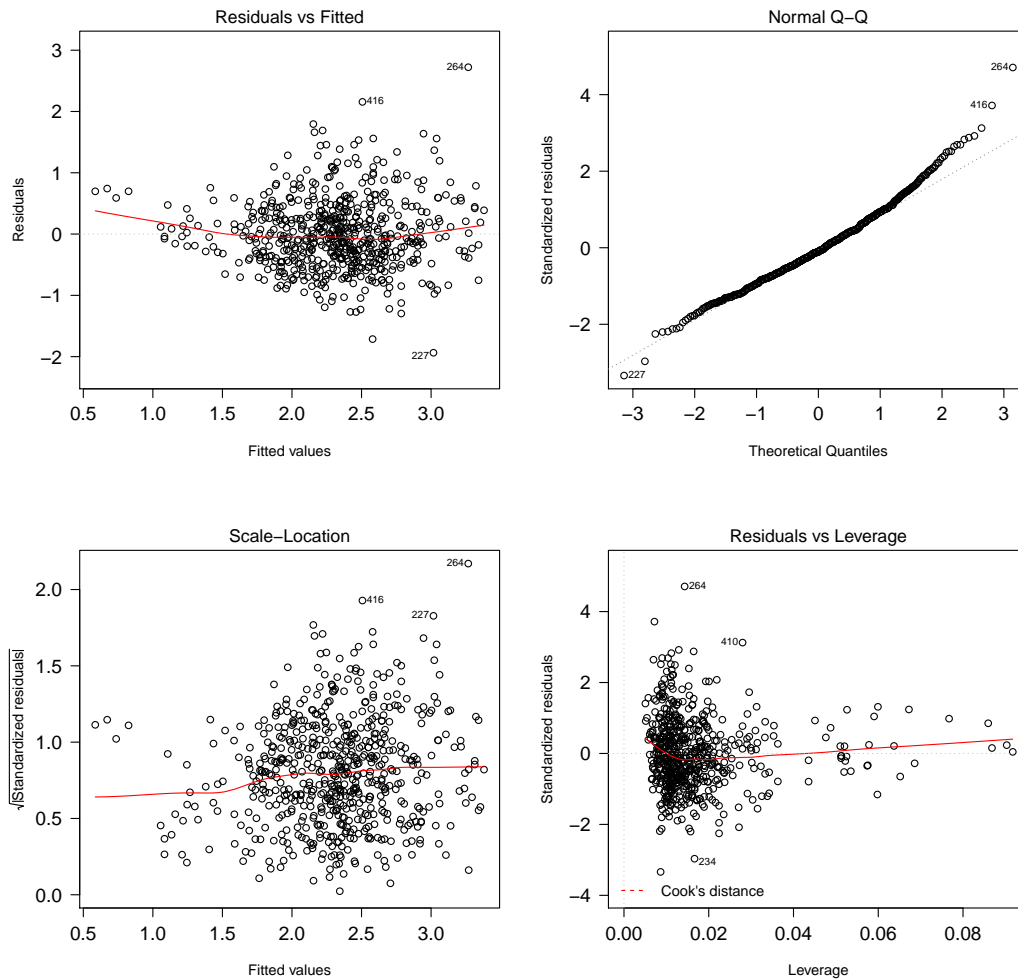 Residuals vs Fitted
3
2
1
0
−1
−2
Residuals
264
416
227
0.5 1.0 1.5 2.0 2.5 3.0
Fitted values
Normal Q−Q
4
2
0
−2
Standardized residuals
264
416
227
−3 −2 −1 0 1 2 3
Theoretical Quantiles
Scale−Location
2.0
1.5
1.0
0.5
0.0
√|Standardized residuals|
264
416
227
0.5 1.0 1.5 2.0 2.5 3.0
Fitted values
Residuals vs Leverage
4
2
0
−2
−4
Standardized residuals
264
410
234
Cook's distance
0.00 0.02 0.04 0.06 0.08
Leverage